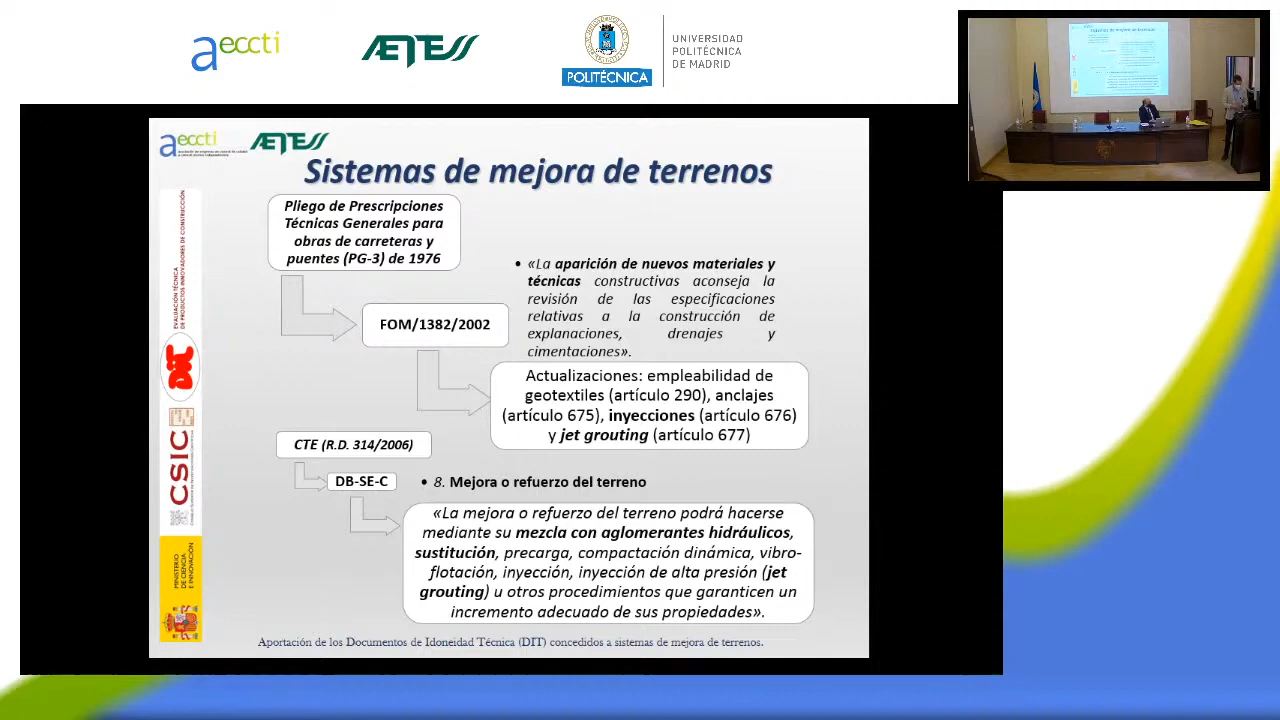 aeccti
ÆTESS
POLITÉCNICA
UNIVERSIDAD
POLITÉCNICA
DE MADRID
aeccti
ÆTESS
Sistemas de mejora de terrenos
Pliego de Prescripciones
Técnicas Generales para
obras de carreteras y
puentes (PG-3) de 1976
FOM/1382/2002
• «La aparición de nuevos materiales y
técnicas constructivas aconseja la
revisión de las especificaciones
relativas a la construcción de
explanaciones, drenajes y
cimentaciones».
Actualizaciones: empleabilidad de
geotextiles (artículo 290), anclajes
(artículo 675), inyecciones (artículo 676)
y jet grouting (artículo 677)
CTE (R.D. 314/2006)
DB-SE-C
• 8. Mejora o refuerzo del terreno
«La mejora o refuerzo del terreno podrá hacerse
mediante su mezcla con aglomerantes hidráulicos,
sustitución, precarga, compactación dinámica, vibro-
flotación, inyección, inyección de alta presión (jet
grouting) u otros procedimientos que garanticen un
incremento adecuado de sus propiedades».
Aportación de los Documentos de Idoneidad Técnica (DIT) concedidos a sistemas de mejora de terrenos.
EVALUACIÓN TÉCNICA
DE PRODUCTOS INNOVADORES DE CONSTRUCCIÓN
DIT
CSIC
MINISTERIO
DE CIENCIA
E INNOVACIÓN